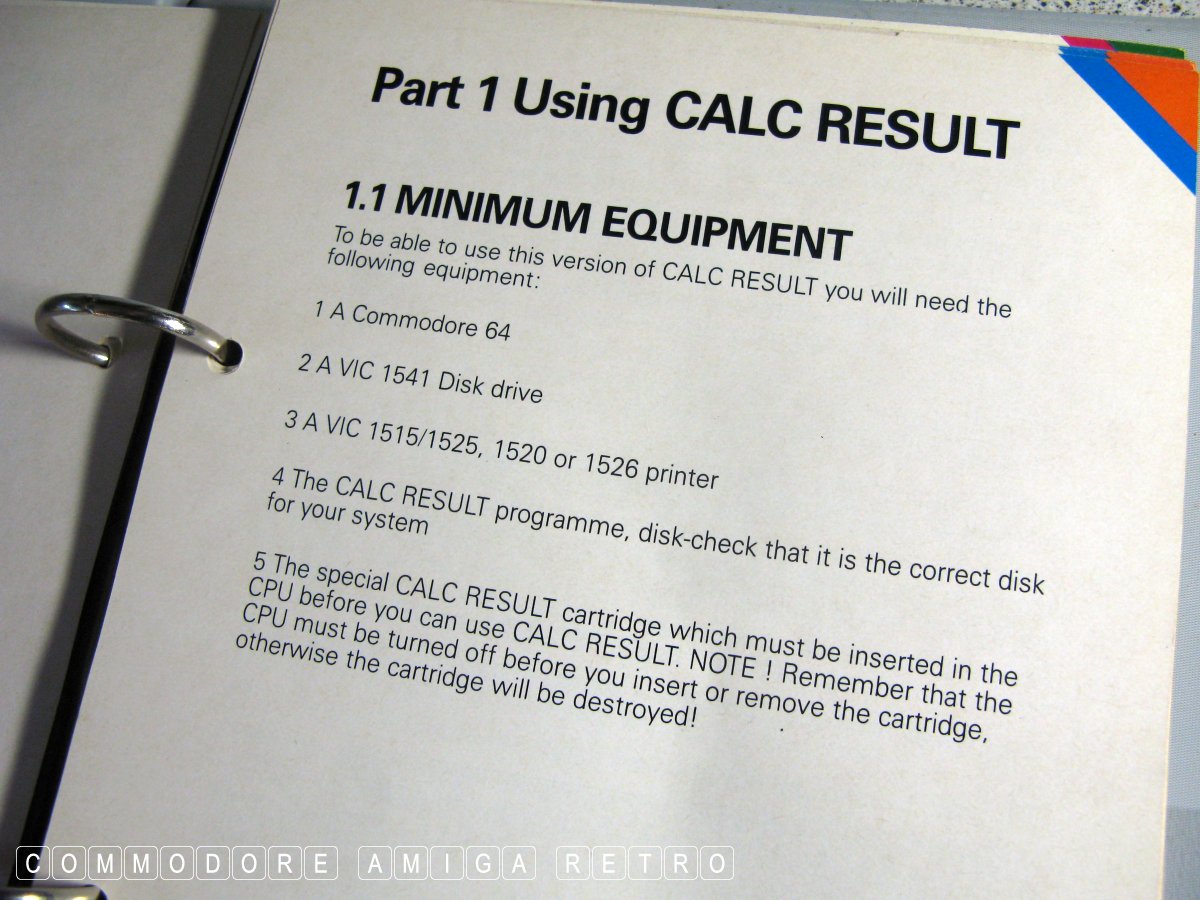 Part 1 Using CALC RESULT
1.1 MINIMUM EQUIPMENT
To be able to use this version of CALC RESULT you will need the
following equipment:
1 A Commodore 64
2 A VIC 1541 Disk drive
3 A VIC 1515/1525, 1520 or 1526 printer
4 The CALC RESULT programme, disk-check that it is the correct disk
for your system
5 The special CALC RESULT cartridge which must be inserted in the
CPU before you can use CALC RESULT. NOTE ! Remember that the
CPU must be turned off before you insert or remove the cartridge,
otherwise the cartridge will be destroyed!
COMMODORE AMIGA RETRO